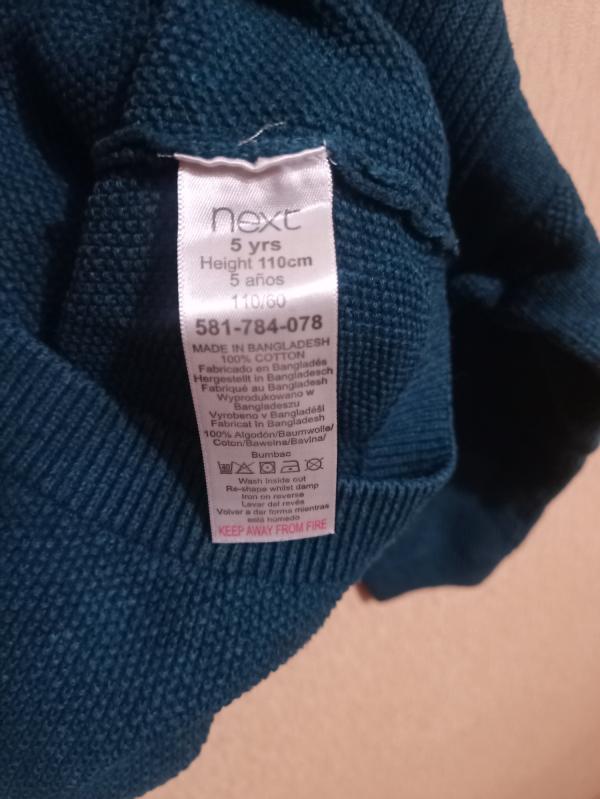 next
5 yrs
Height 110cm
5 años
110/60
581-784-078
MADE IN BANGLADESH
100% COTTON
Fabricado en Bangladés
Hergestellt in Bangladesch
Fabriqué au Bangladesh
Wyprodukowano w
Bangladeszu
Vyrobeno v Bangladéši
Fabricat în Bangladesh
100% Algodón/Baumwolle/
Coton/Bawełna/Bavlna/
Bumbac
Wash inside out
Re-shape whilst damp
Iron on reverse
Lavar del revés
Volver a dar forma mientras
está húmedo
KEEP AWAY FROM FIRE